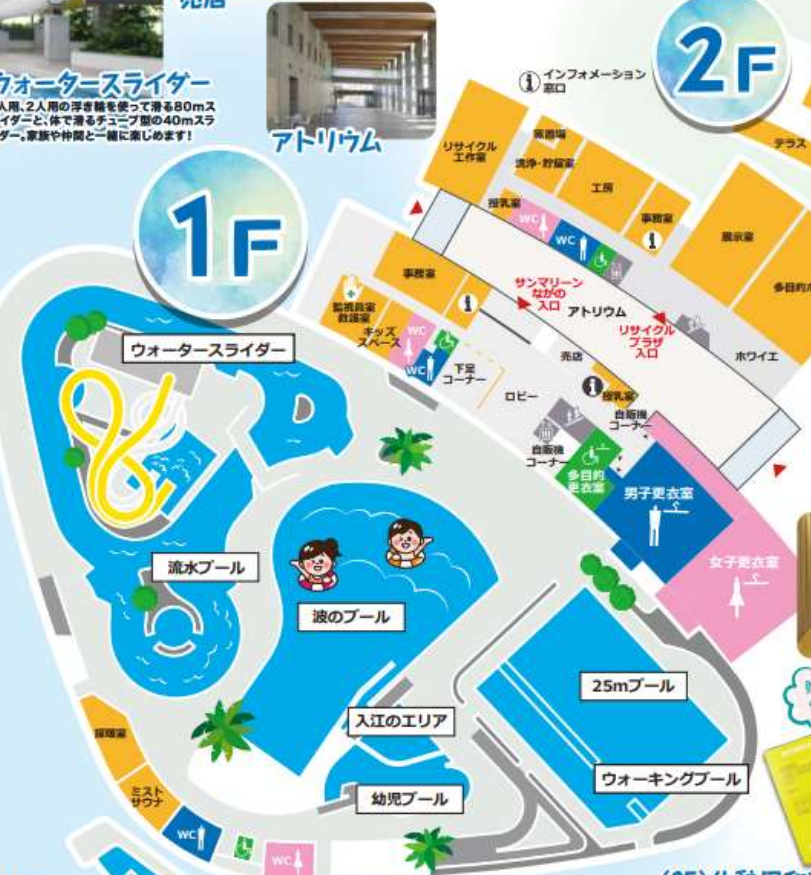 売店
ウォータースライダー
人用、2人用の浮き輪を使って滑る80mス
イダーと、体で滑るチューブ型の40mスラ
ダー。家族や仲間と一緒に楽しめます!
アトリウム
2F
インフォメーション
窓口
テラス
リサイクル
工作室
洗浄・貯留室
工房
授乳室
WC
WC
事務室
展示室
多目的
1F
事務室
監視員室
救護室
キッズ
スペース
WC
WC
下足
コーナー
サンマリーン
ながの
入口
アトリウム
リサイクル
プラザ
入口
ホワイエ
売店
ロビー
授乳室
自販機
コーナー
自販機
コーナー
多目的
更衣室
男子更衣室
女子更衣室
ウォータースライダー
流水プール
波のプール
25mプール
入江のエリア
ウォーキングプール
幼児プール
採暖室
ミスト
サウナ
WC
WC